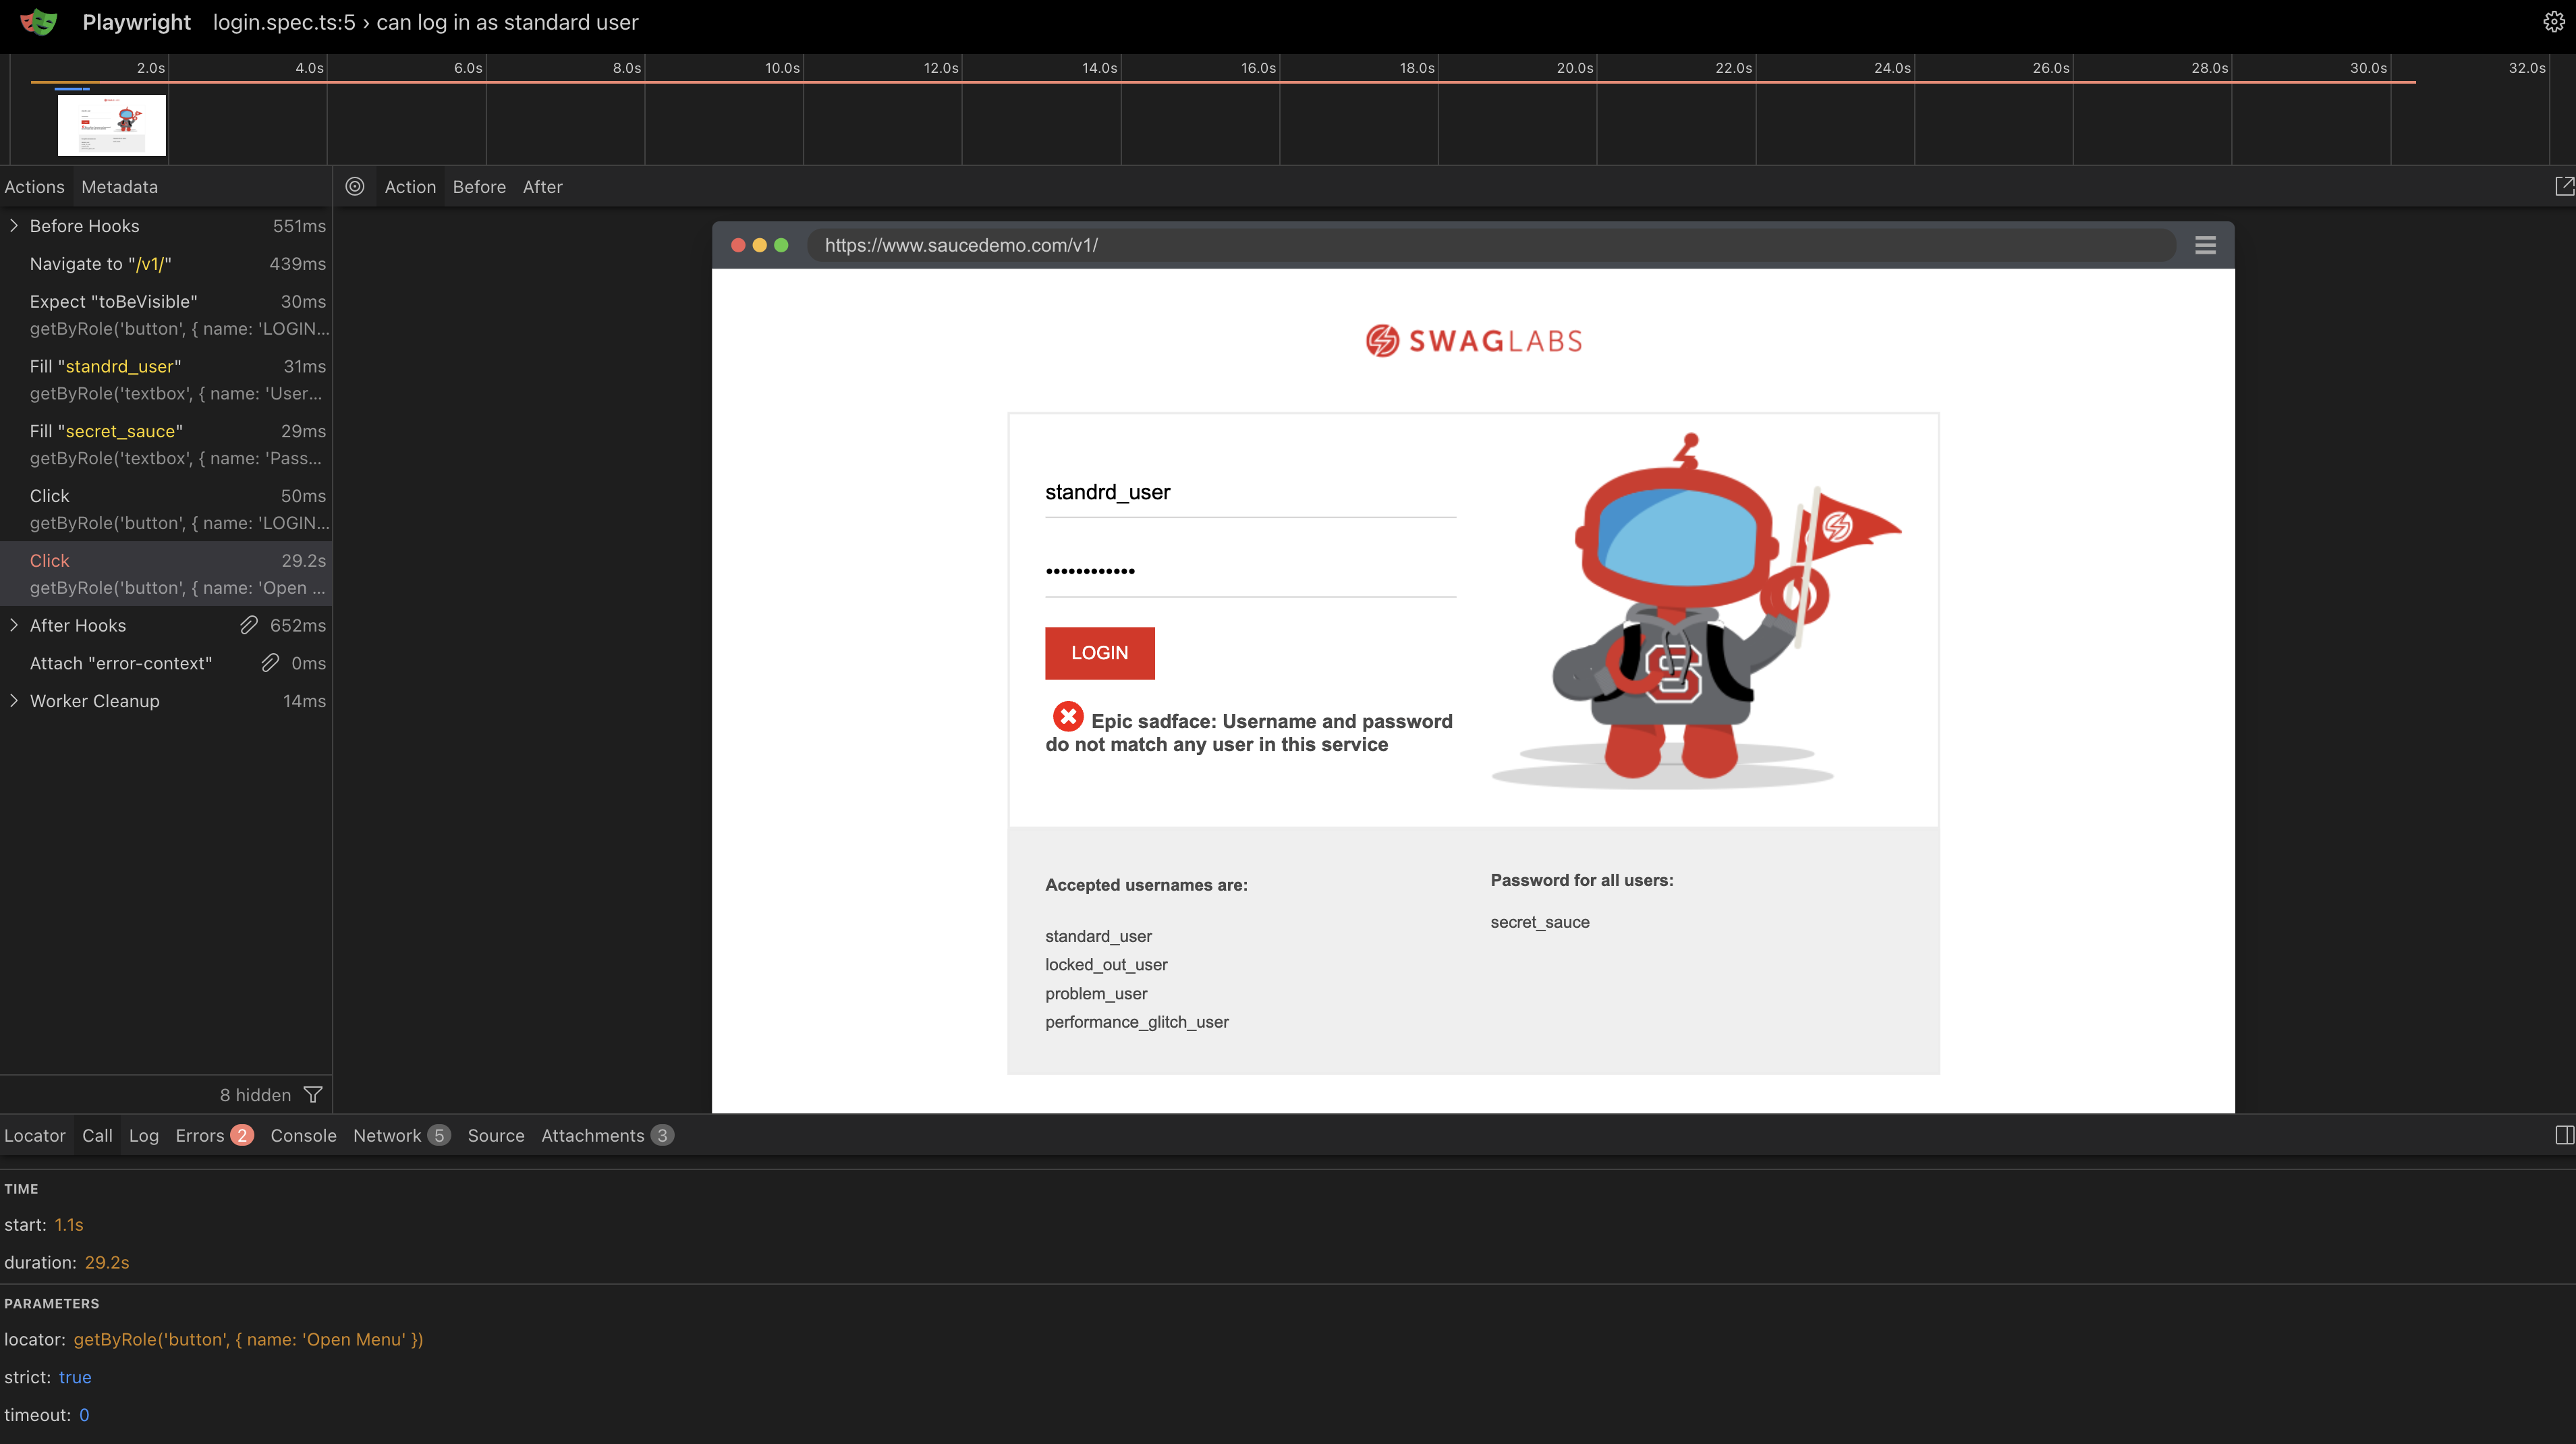 Playwright login.spec.ts:5 › can log in as standard user
2.0s 4.0s 6.0s 8.0s 10.0s 12.0s 14.0s 16.0s 18.0s 20.0s 22.0s 24.0s 26.0s 28.0s 30.0s 32.0s
Actions Metadata
Before Hooks 551ms
Navigate to "/v1/" 439ms
Expect "toBeVisible" 30ms
getByRole('button', { name: 'LOGIN...
Fill "standrd_user" 31ms
getByRole('textbox', { name: 'User...
Fill "secret_sauce" 29ms
getByRole('textbox', { name: 'Pass...
Click 50ms
getByRole('button', { name: 'LOGIN...
Click 29.2s
getByRole('button', { name: 'Open ...
After Hooks 652ms
Attach "error-context" 0ms
Worker Cleanup 14ms
8 hidden
Action Before After
https://www.saucedemo.com/v1/
SWAGLABS
standrd_user
••••••••••••
LOGIN
Epic sadface: Username and password
do not match any user in this service
S
Accepted usernames are:
standard_user
locked_out_user
problem_user
performance_glitch_user
Password for all users:
secret_sauce
Locator Call Log Errors 2 Console Network 5 Source Attachments 3
TIME
start: 1.1s
duration: 29.2s
PARAMETERS
locator: getByRole('button', { name: 'Open Menu' })
strict: true
timeout: 0